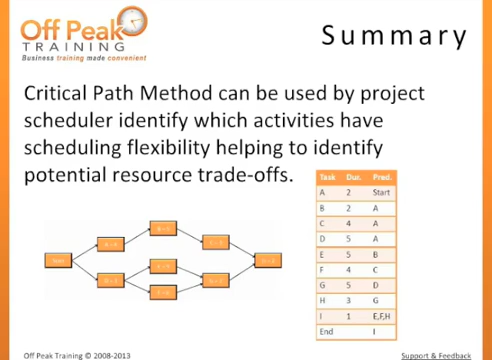 Off Peak
TRAINING
Business training made convenient
Summary
Critical Path Method can be used by project
scheduler identify which activities have
scheduling flexibility helping to identify
potential resource trade-offs.
Task Dur. Pred.
A 2 Start
B 2 A
C 4 A
D 5 A
E 5 B
F 4 C
G 5 D
H 3 G
I 1 E,F,H
End I
Off Peak Training © 2008-2013
Support & Feedback